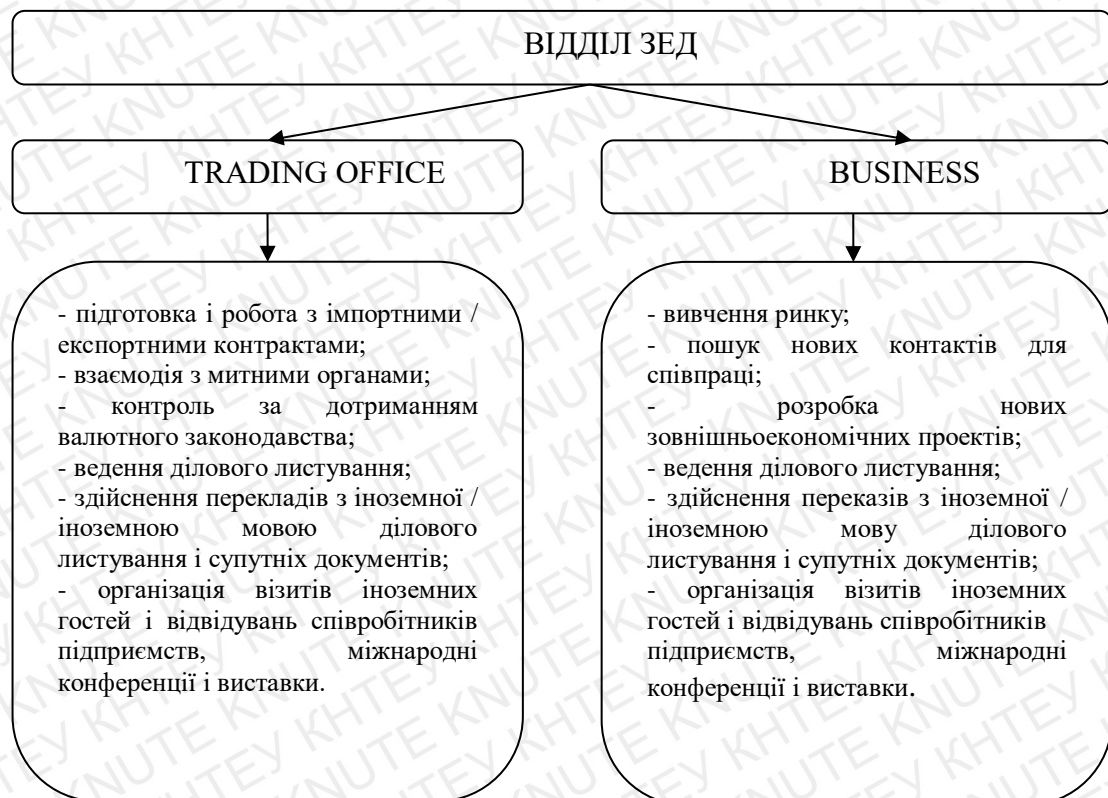 ВІДДІЛ ЗЕД
TRADING OFFICE
BUSINESS
- підготовка і робота з імпортними /
експортними контрактами;
- взаємодія з митними органами;
- контроль за дотриманням
валютного законодавства;
- ведення ділового листування;
- здійснення перекладів з іноземної /
іноземною мовою ділового
листування і супутніх документів;
- організація візитів іноземних
гостей і відвідувань співробітників
підприємств, міжнародні
конференції і виставки.
- вивчення ринку;
- пошук нових контактів для
співпраці;
- розробка нових
зовнішньоекономічних проектів;
- ведення ділового листування;
- здійснення переказів з іноземної /
іноземною мову ділового
листування і супутніх документів;
- організація візитів іноземних
гостей і відвідувань співробітників
підприємств, міжнародні
конференції і виставки.